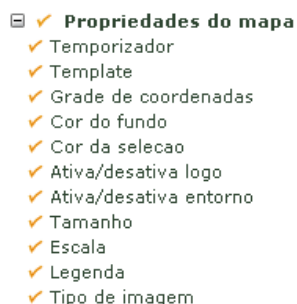 Propriedades do mapa
Temporizador
Template
Grade de coordenadas
Cor do fundo
Cor da selecao
Ativa/desativa logo
Ativa/desativa entorno
Tamanho
Escala
Legenda
Tipo de imagem